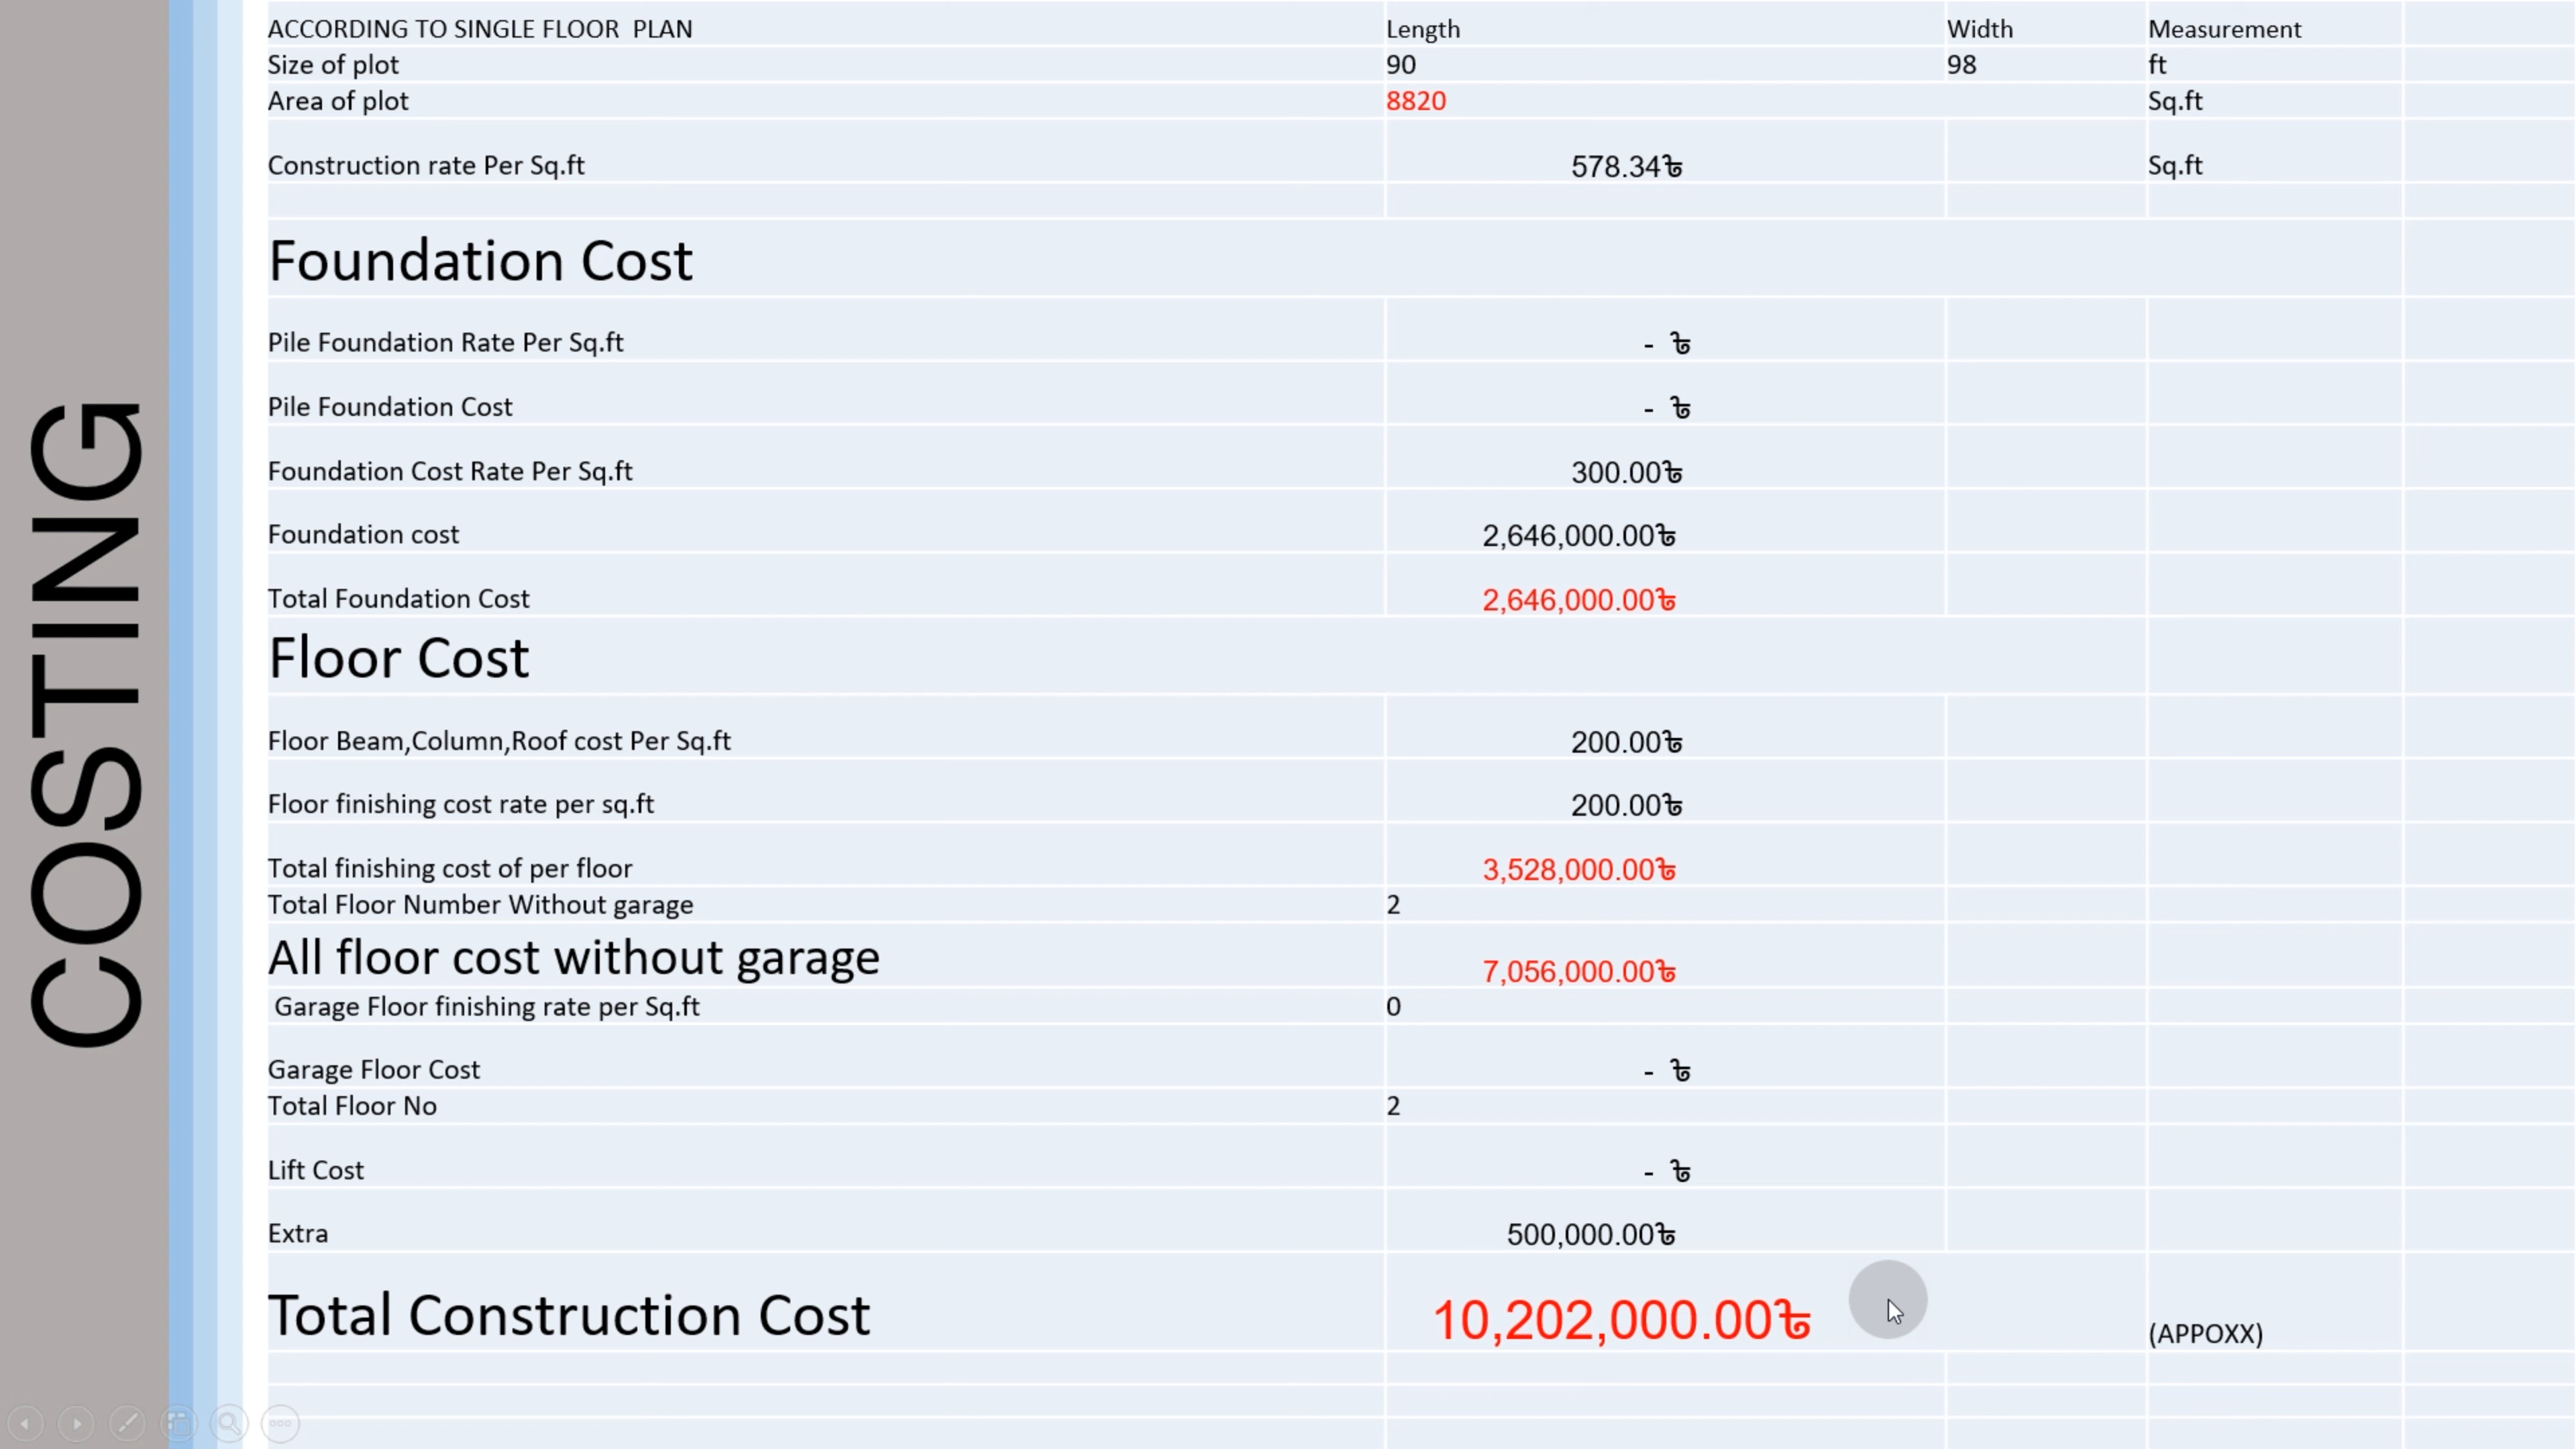 COSTING
ACCORDING TO SINGLE FLOOR  PLAN Length Width Measurement
Size of plot 90 98 ft
Area of plot 8820 Sq.ft
Construction rate Per Sq.ft 578.34৳ Sq.ft
Foundation Cost
Pile Foundation Rate Per Sq.ft - ৳
Pile Foundation Cost - ৳
Foundation Cost Rate Per Sq.ft 300.00৳
Foundation cost 2,646,000.00৳
Total Foundation Cost 2,646,000.00৳
Floor Cost
Floor Beam,Column,Roof cost Per Sq.ft 200.00৳
Floor finishing cost rate per sq.ft 200.00৳
Total finishing cost of per floor 3,528,000.00৳
Total Floor Number Without garage 2
All floor cost without garage 7,056,000.00৳
Garage Floor finishing rate per Sq.ft 0
Garage Floor Cost - ৳
Total Floor No 2
Lift Cost - ৳
Extra 500,000.00৳
Total Construction Cost 10,202,000.00৳ (APPOXX)